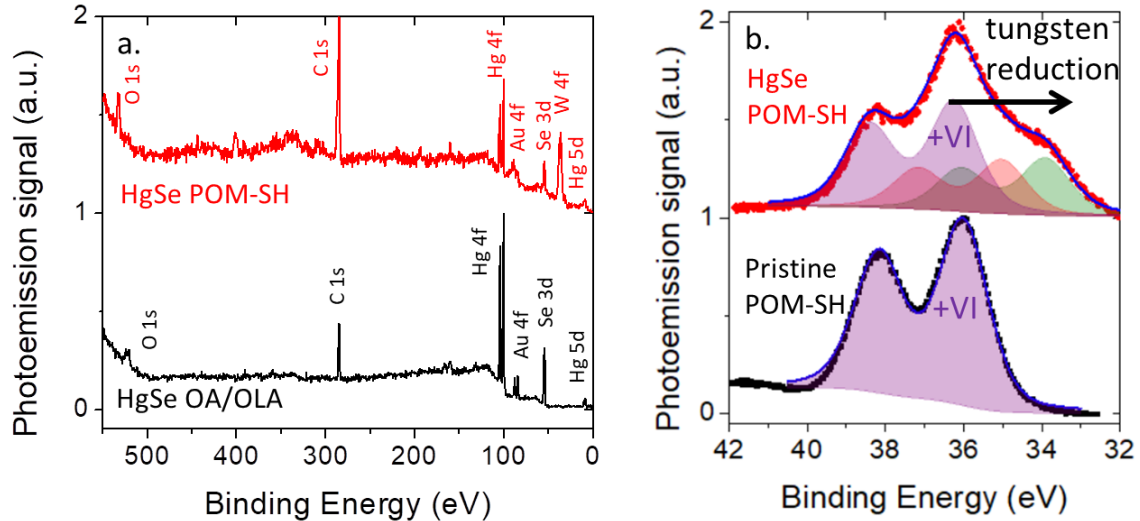 a.
Photoemission signal (a.u.)
2
1
0
O 1s
C 1s
Hg 4f
Au 4f
Se 3d
W 4f
Hg 5d
HgSe POM-SH
O 1s
C 1s
Hg 4f
Au 4f
Se 3d
Hg 5d
HgSe OA/OLA
500 400 300 200 100 0
Binding Energy (eV)
b.
Photoemission signal (a.u.)
2
1
0
HgSe
POM-SH
tungsten
reduction
+VI
Pristine
POM-SH
+VI
42 40 38 36 34 32
Binding Energy (eV)